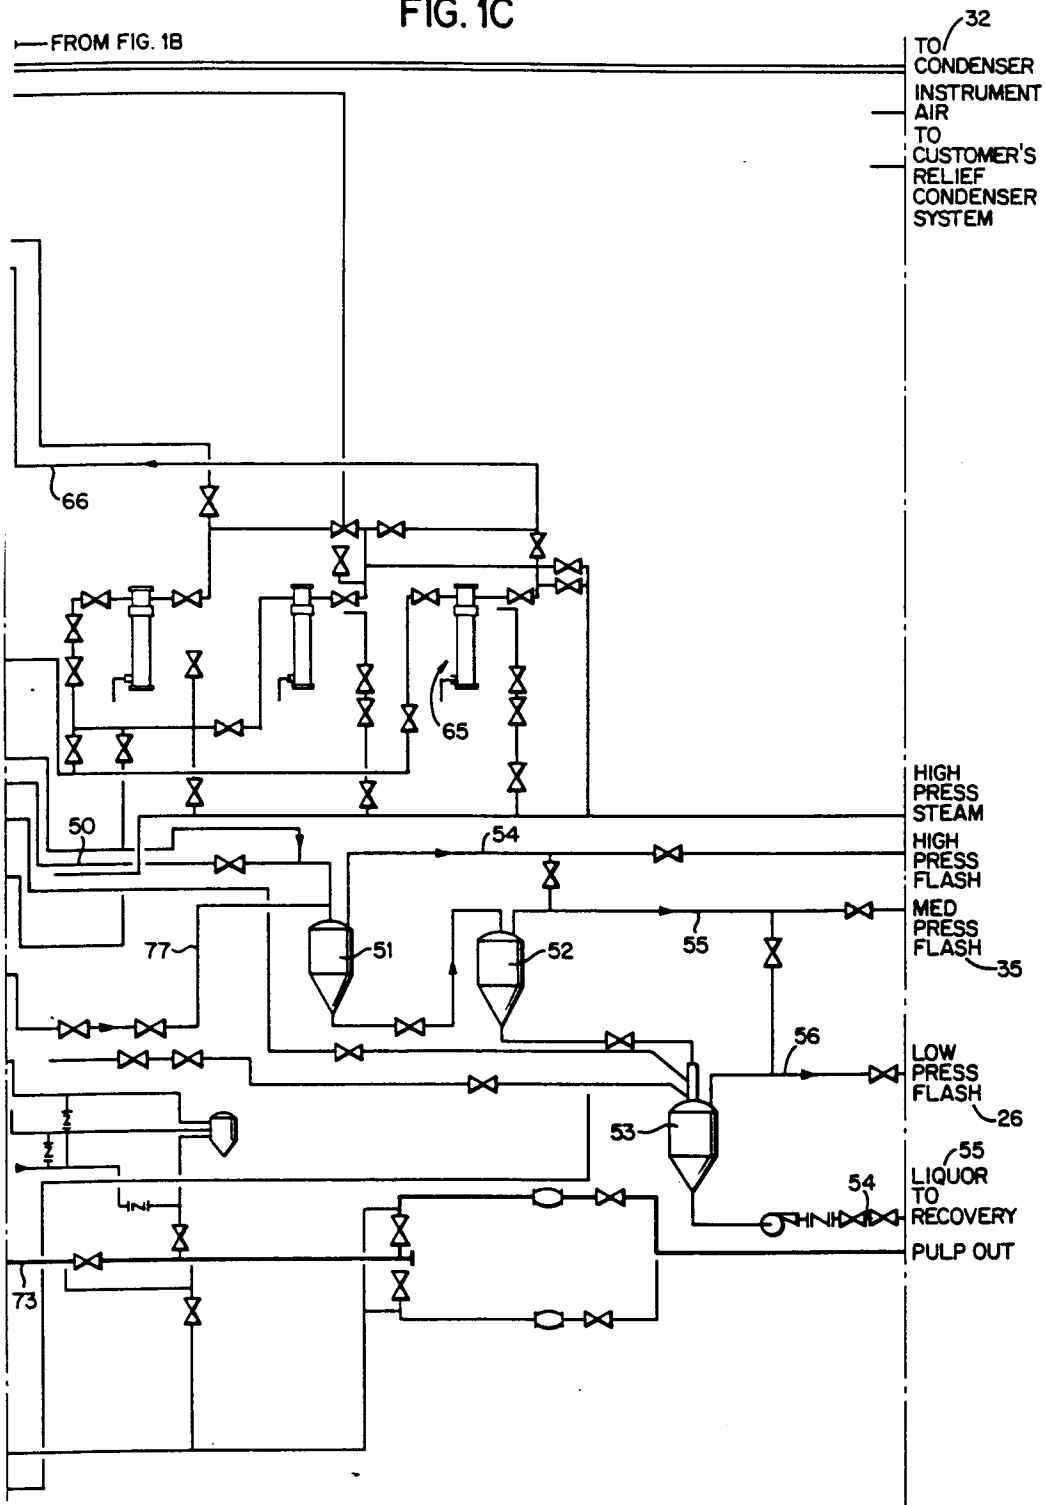 FIG. 1C
FROM FIG. 1B
32
TO
CONDENSER
INSTRUMENT
AIR
TO
CUSTOMER'S
RELIEF
CONDENSER
SYSTEM
66
65
HIGH
PRESS
STEAM
50
54
HIGH
PRESS
FLASH
MED
PRESS
FLASH
35
77
51
52
55
56
LOW
PRESS
FLASH
26
53
55
LIQUOR
TO
RECOVERY
54
PULP OUT
73